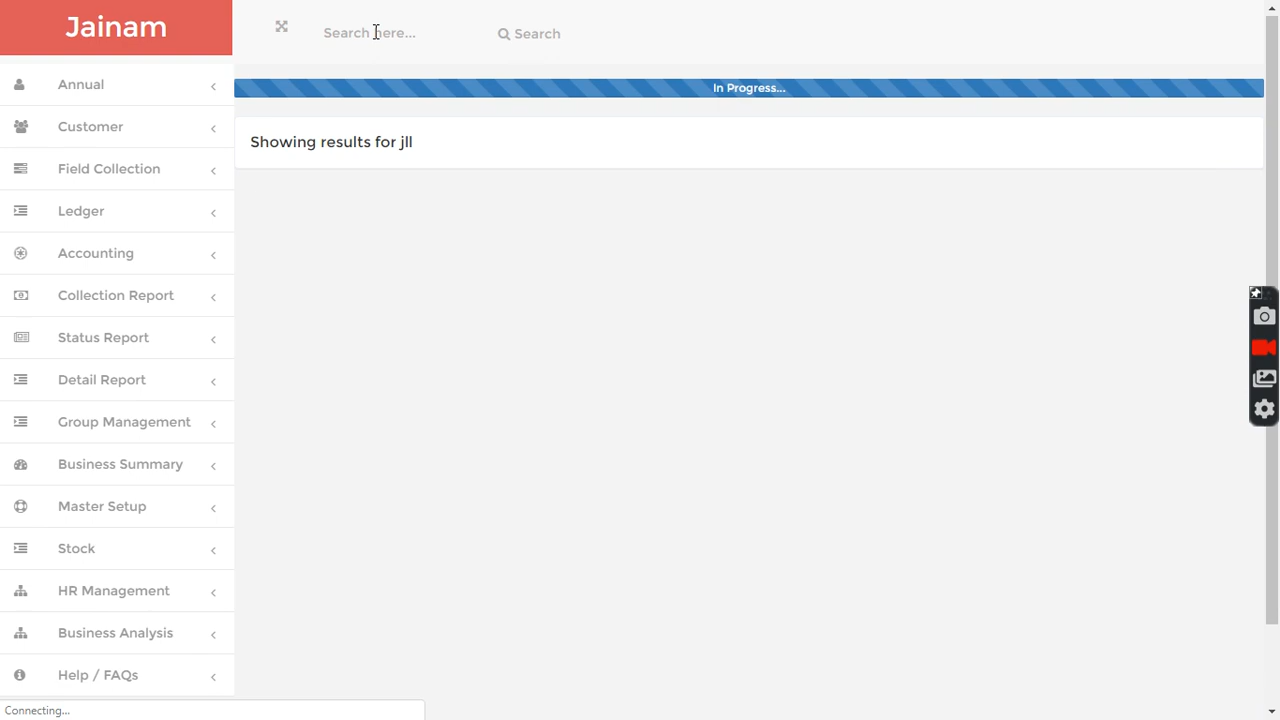 Jainam
Search here...
Search
Annual
In Progress...
Customer
Showing results for jll
Field Collection
Ledger
Accounting
Collection Report
Status Report
Detail Report
Group Management
Business Summary
Master Setup
Stock
HR Management
Business Analysis
Help / FAQs
Connecting...